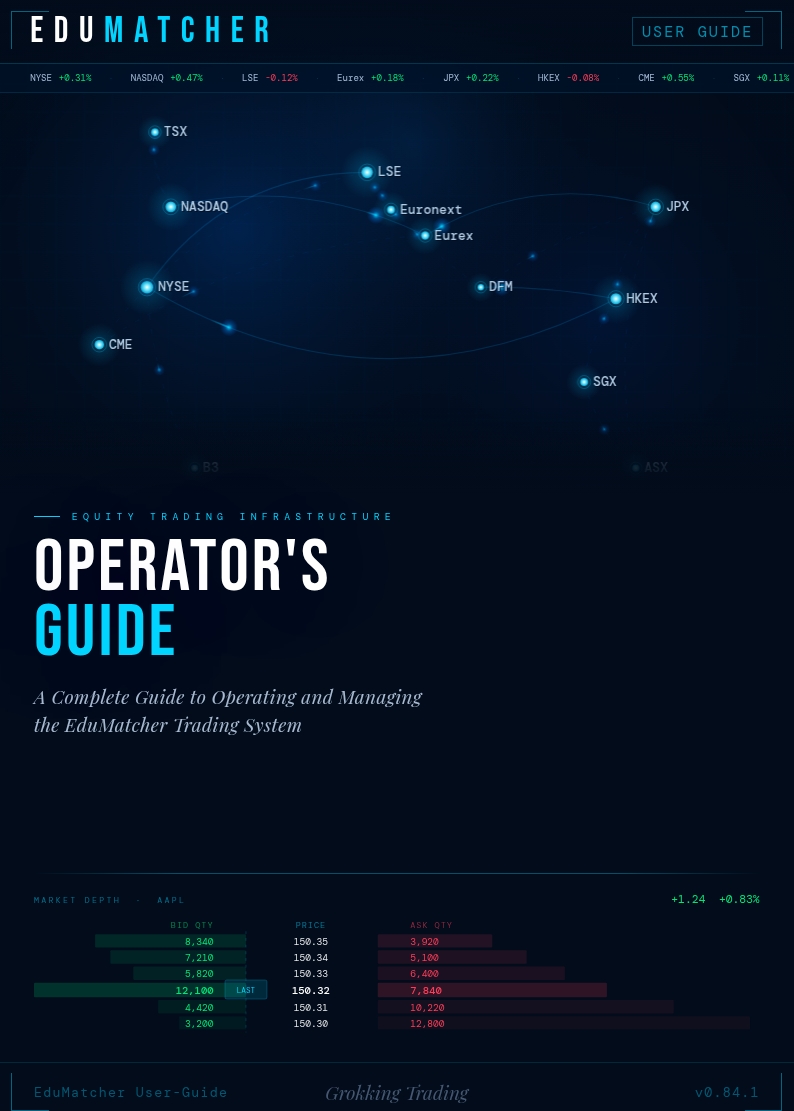 EDUMATCHER
USER GUIDE
NYSE +0.31% NASDAQ +0.47% LSE -0.12% Eurex +0.18% JPX +0.22% HKEX -0.08% CME +0.55% SGX +0.11%
TSX
LSE
NASDAQ
Euronext
JPX
Eurex
NYSE
DFM
HKEX
CME
SGX
B3
ASX
EQUITY TRADING INFRASTRUCTURE
OPERATOR'S
GUIDE
A Complete Guide to Operating and Managing
the EduMatcher Trading System
MARKET DEPTH · AAPL
+1.24 +0.83%
BID QTY PRICE ASK QTY
8,340 150.35 3,920
7,210 150.34 5,100
5,820 150.33 6,400
12,100 LAST 150.32 7,840
4,420 150.31 10,220
3,200 150.30 12,800
EduMatcher User-Guide Grokking Trading v0.84.1